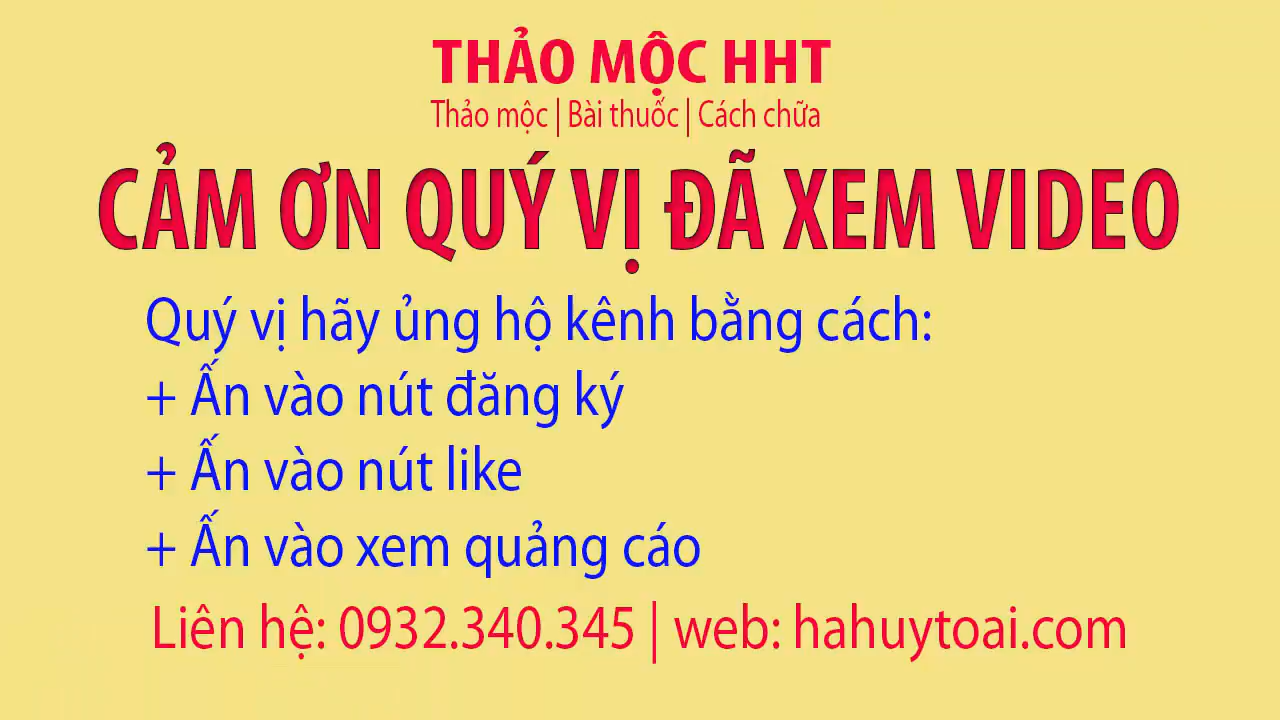 THẢO MỘC HHT
Thảo mộc | Bài thuốc | Cách chữa
CẢM ƠN QUÝ VỊ ĐÃ XEM VIDEO
Quý vị hãy ủng hộ kênh bằng cách:
+ Ấn vào nút đăng ký
+ Ấn vào nút like
+ Ấn vào xem quảng cáo
Liên hệ: 0932.340.345 | web: hahuytoai.com